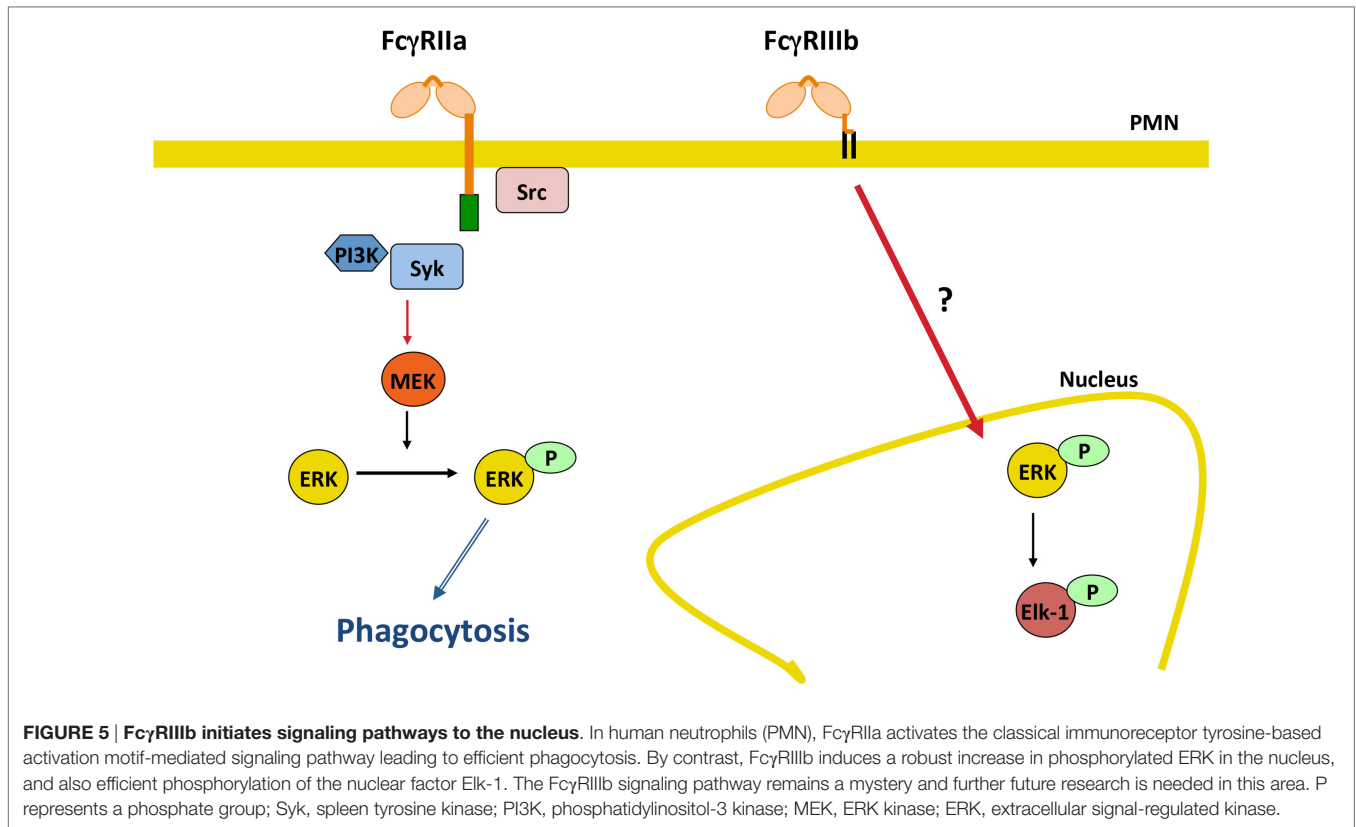 FcγRIIa
FcγRIIIb
PMN
Src
PI3K
Syk
?
MEK
Nucleus
ERK
ERK
P
ERK
P
Phagocytosis
Elk-1
P
FIGURE 5 | FcγRIIIb initiates signaling pathways to the nucleus. In human neutrophils (PMN), FcγRIIa activates the classical immunoreceptor tyrosine-based
activation motif-mediated signaling pathway leading to efficient phagocytosis. By contrast, FcγRIIIb induces a robust increase in phosphorylated ERK in the nucleus,
and also efficient phosphorylation of the nuclear factor Elk-1. The FcγRIIIb signaling pathway remains a mystery and further future research is needed in this area. P
represents a phosphate group; Syk, spleen tyrosine kinase; PI3K, phosphatidylinositol-3 kinase; MEK, ERK kinase; ERK, extracellular signal-regulated kinase.